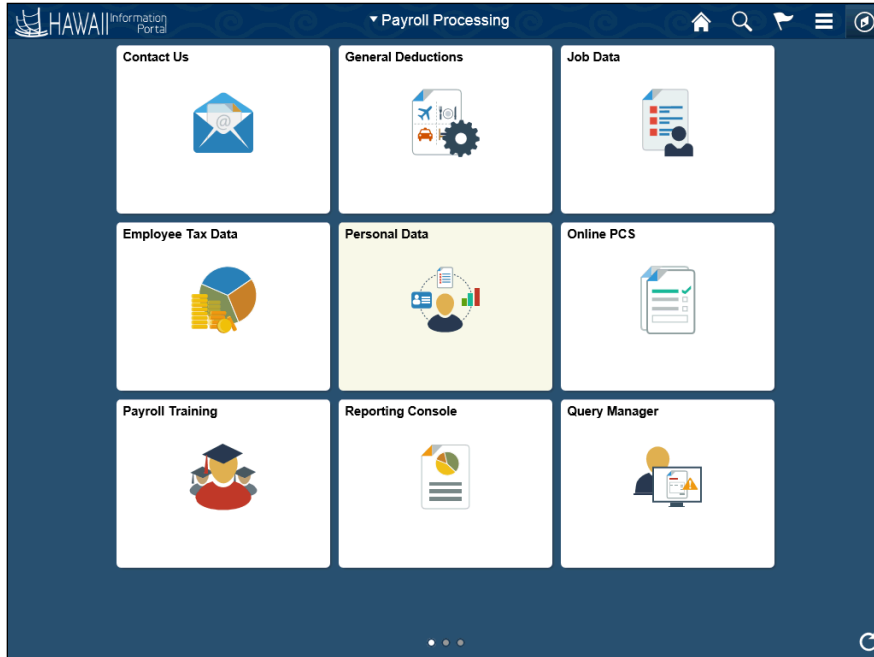 HAWAII Information
Portal
Payroll Processing
Contact Us
General Deductions
Job Data
@
Employee Tax Data
Personal Data
Online PCS
Payroll Training
Reporting Console
Query Manager